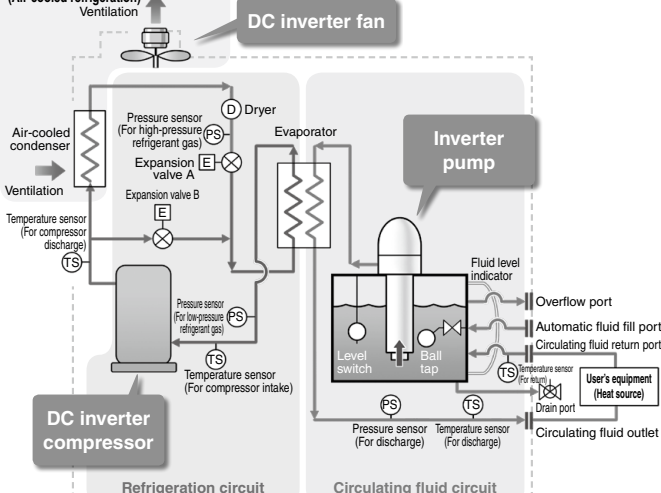 (Air-cooled refrigeration)
Ventilation
DC inverter fan
D
Dryer
Pressure sensor
(For high-pressure
refrigerant gas)
PS
Evaporator
Air-cooled
condenser
Expansion
valve A
E
Inverter
pump
Ventilation
Expansion valve B
E
Temperature sensor
(For compressor
discharge)
TS
Fluid level
indicator
Pressure sensor
(For low-pressure
refrigerant gas)
PS
Overflow port
Automatic fluid fill port
Circulating fluid return port
Level
switch
Ball
tap
TS
Temperature sensor
(For compressor intake)
TS
Temperature sensor
(For return)
User's equipment
(Heat source)
Drain port
DC inverter
compressor
PS
Pressure sensor
(For discharge)
TS
Temperature sensor
(For discharge)
Circulating fluid outlet
Refrigeration circuit
Circulating fluid circuit